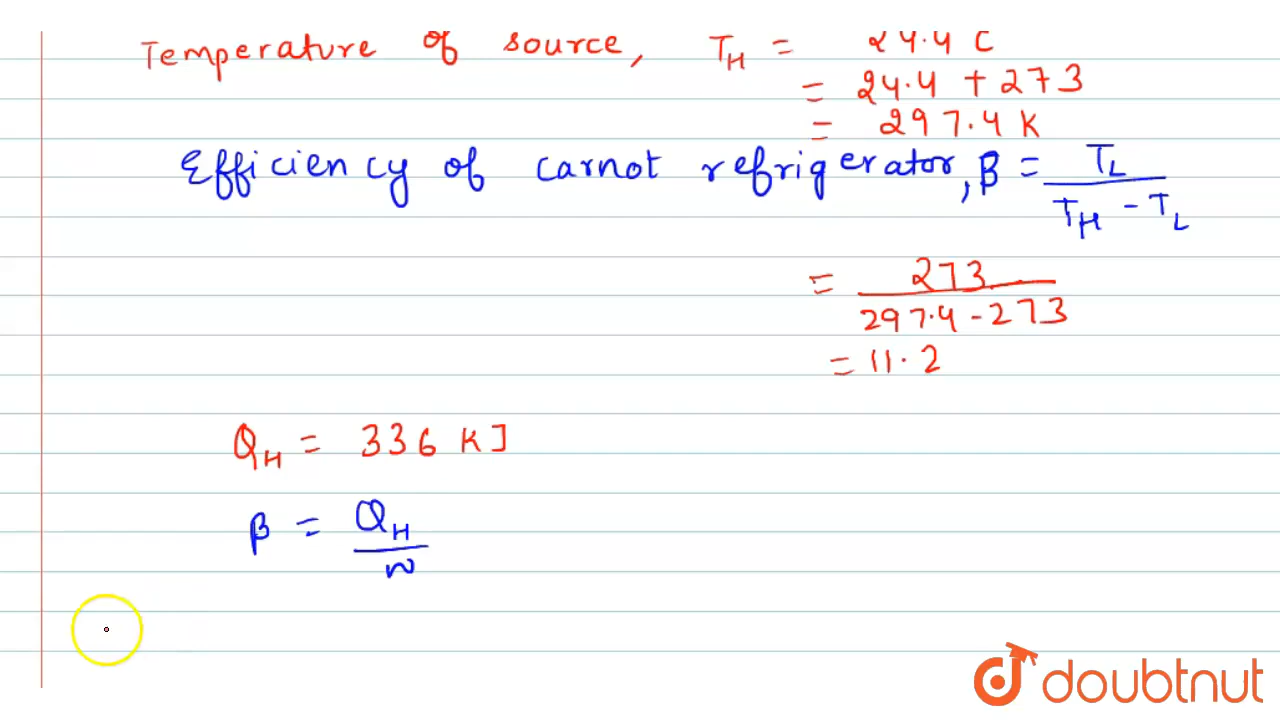 Temperature of source, T_H = 24.4 C
= 24.4 + 273
= 297.4 K
Efficiency of carnot refrigerator, β = T_L / (T_H - T_L)
= 273 / (297.4 - 273)
= 11.2
Q_H = 336 KJ
β = Q_H / W
doubtnut